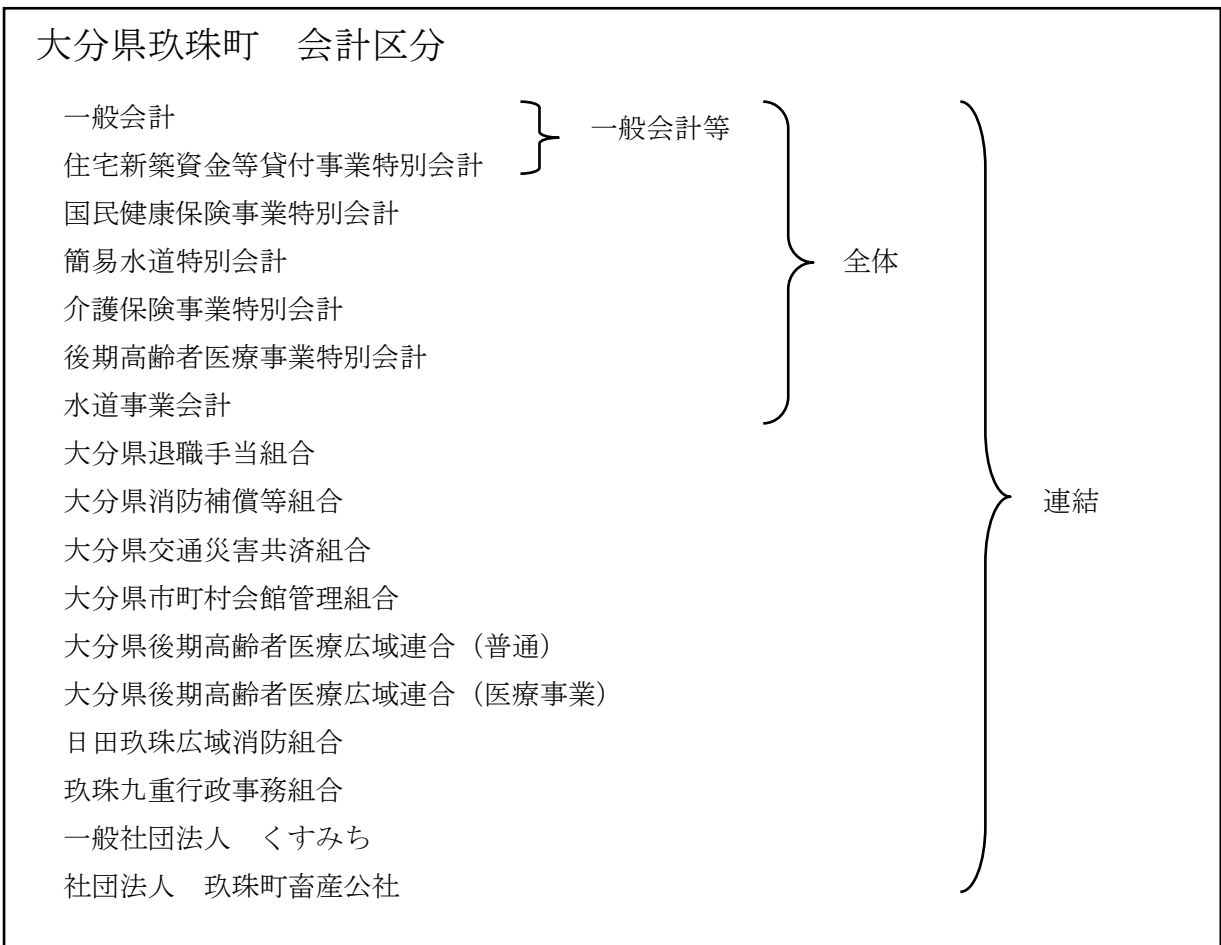 大分県玖珠町　会計区分
一般会計
一般会計等
住宅新築資金等貸付事業特別会計
国民健康保険事業特別会計
簡易水道特別会計
全体
介護保険事業特別会計
後期高齢者医療事業特別会計
水道事業会計
大分県退職手当組合
大分県消防補償等組合
連結
大分県交通災害共済組合
大分県市町村会館管理組合
大分県後期高齢者医療広域連合（普通）
大分県後期高齢者医療広域連合（医療事業）
日田玖珠広域消防組合
玖珠九重行政事務組合
一般社団法人　くすみち
社団法人　玖珠町畜産公社